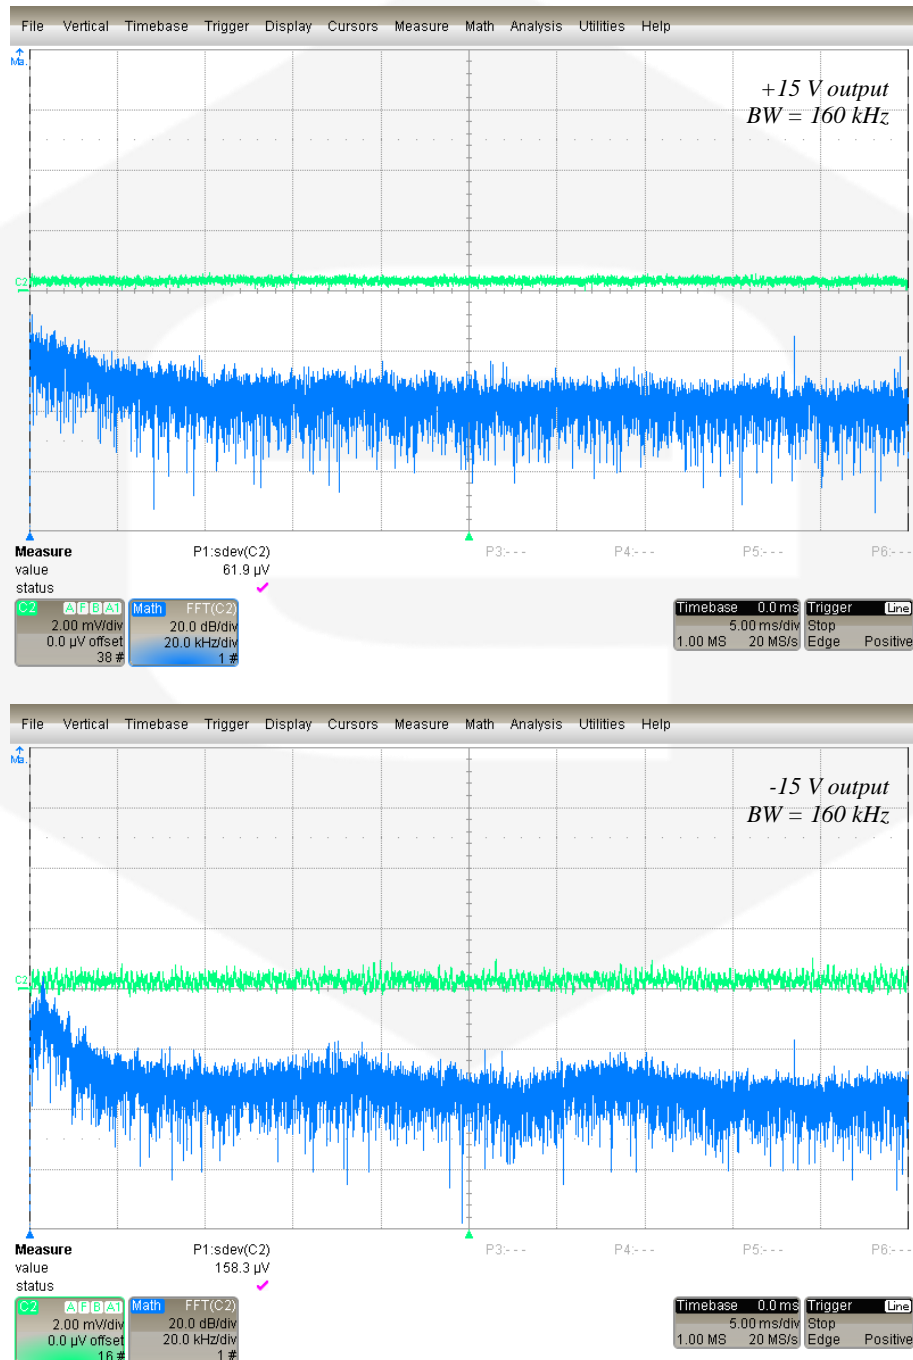 File Vertical Timebase Trigger Display Cursors Measure Math Analysis Utilities Help
Ma.
+15 V output
BW = 160 kHz
C2
Measure P1:sdev(C2) P3:- - - P4:- - - P5:- - - P6:- - -
value 61.9 µV
status
C2 A F B A1 Math FFT(C2) Timebase 0.0 ms Trigger Line
2.00 mV/div 20.0 dB/div 5.00 ms/div Stop
0.0 µV offset 20.0 kHz/div 1.00 MS 20 MS/s Edge Positive
38 # 1 #
File Vertical Timebase Trigger Display Cursors Measure Math Analysis Utilities Help
Ma.
-15 V output
BW = 160 kHz
C2
Measure P1:sdev(C2) P3:- - - P4:- - - P5:- - - P6:- - -
value 158.3 µV
status
C2 A F B A1 Math FFT(C2) Timebase 0.0 ms Trigger Line
2.00 mV/div 20.0 dB/div 5.00 ms/div Stop
0.0 µV offset 20.0 kHz/div 1.00 MS 20 MS/s Edge Positive
16 # 1 #